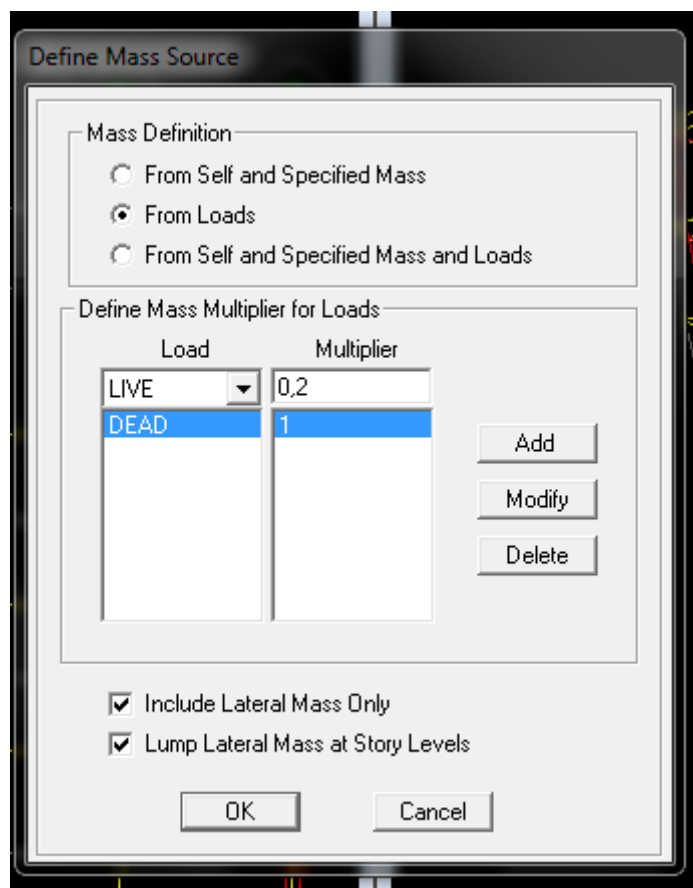 Define Mass Source
Mass Definition
From Self and Specified Mass
From Loads
From Self and Specified Mass and Loads
Define Mass Multiplier for Loads
Load Multiplier
LIVE 0,2
DEAD 1
Add
Modify
Delete
Include Lateral Mass Only
Lump Lateral Mass at Story Levels
OK Cancel